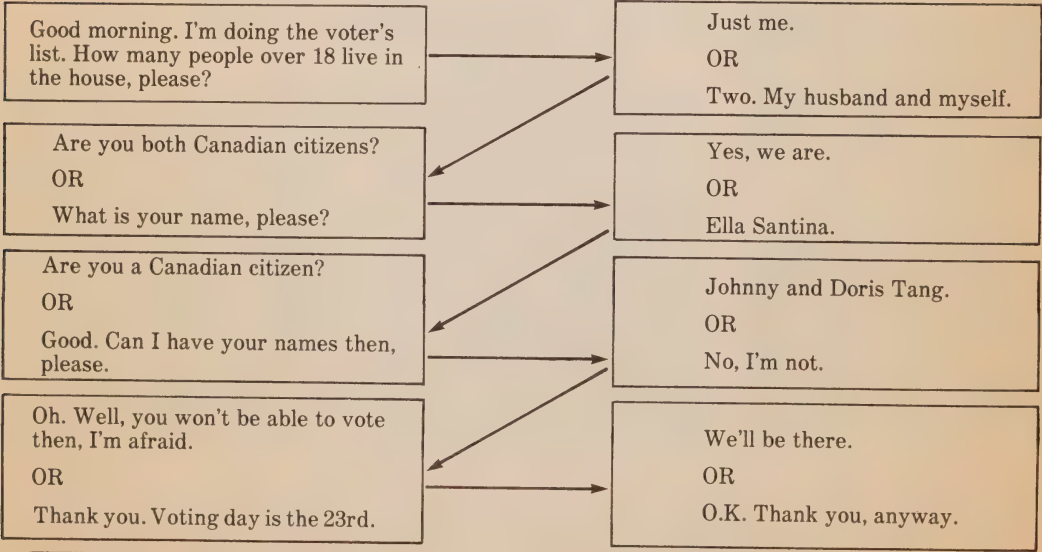 Good morning. I'm doing the voter's
list. How many people over 18 live in
the house, please?
Just me.
OR
Two. My husband and myself.
Are you both Canadian citizens?
OR
What is your name, please?
Yes, we are.
OR
Ella Santina.
Are you a Canadian citizen?
OR
Good. Can I have your names then,
please.
Johnny and Doris Tang.
OR
No, I'm not.
Oh. Well, you won't be able to vote
then, I'm afraid.
OR
Thank you. Voting day is the 23rd.
We'll be there.
OR
O.K. Thank you, anyway.